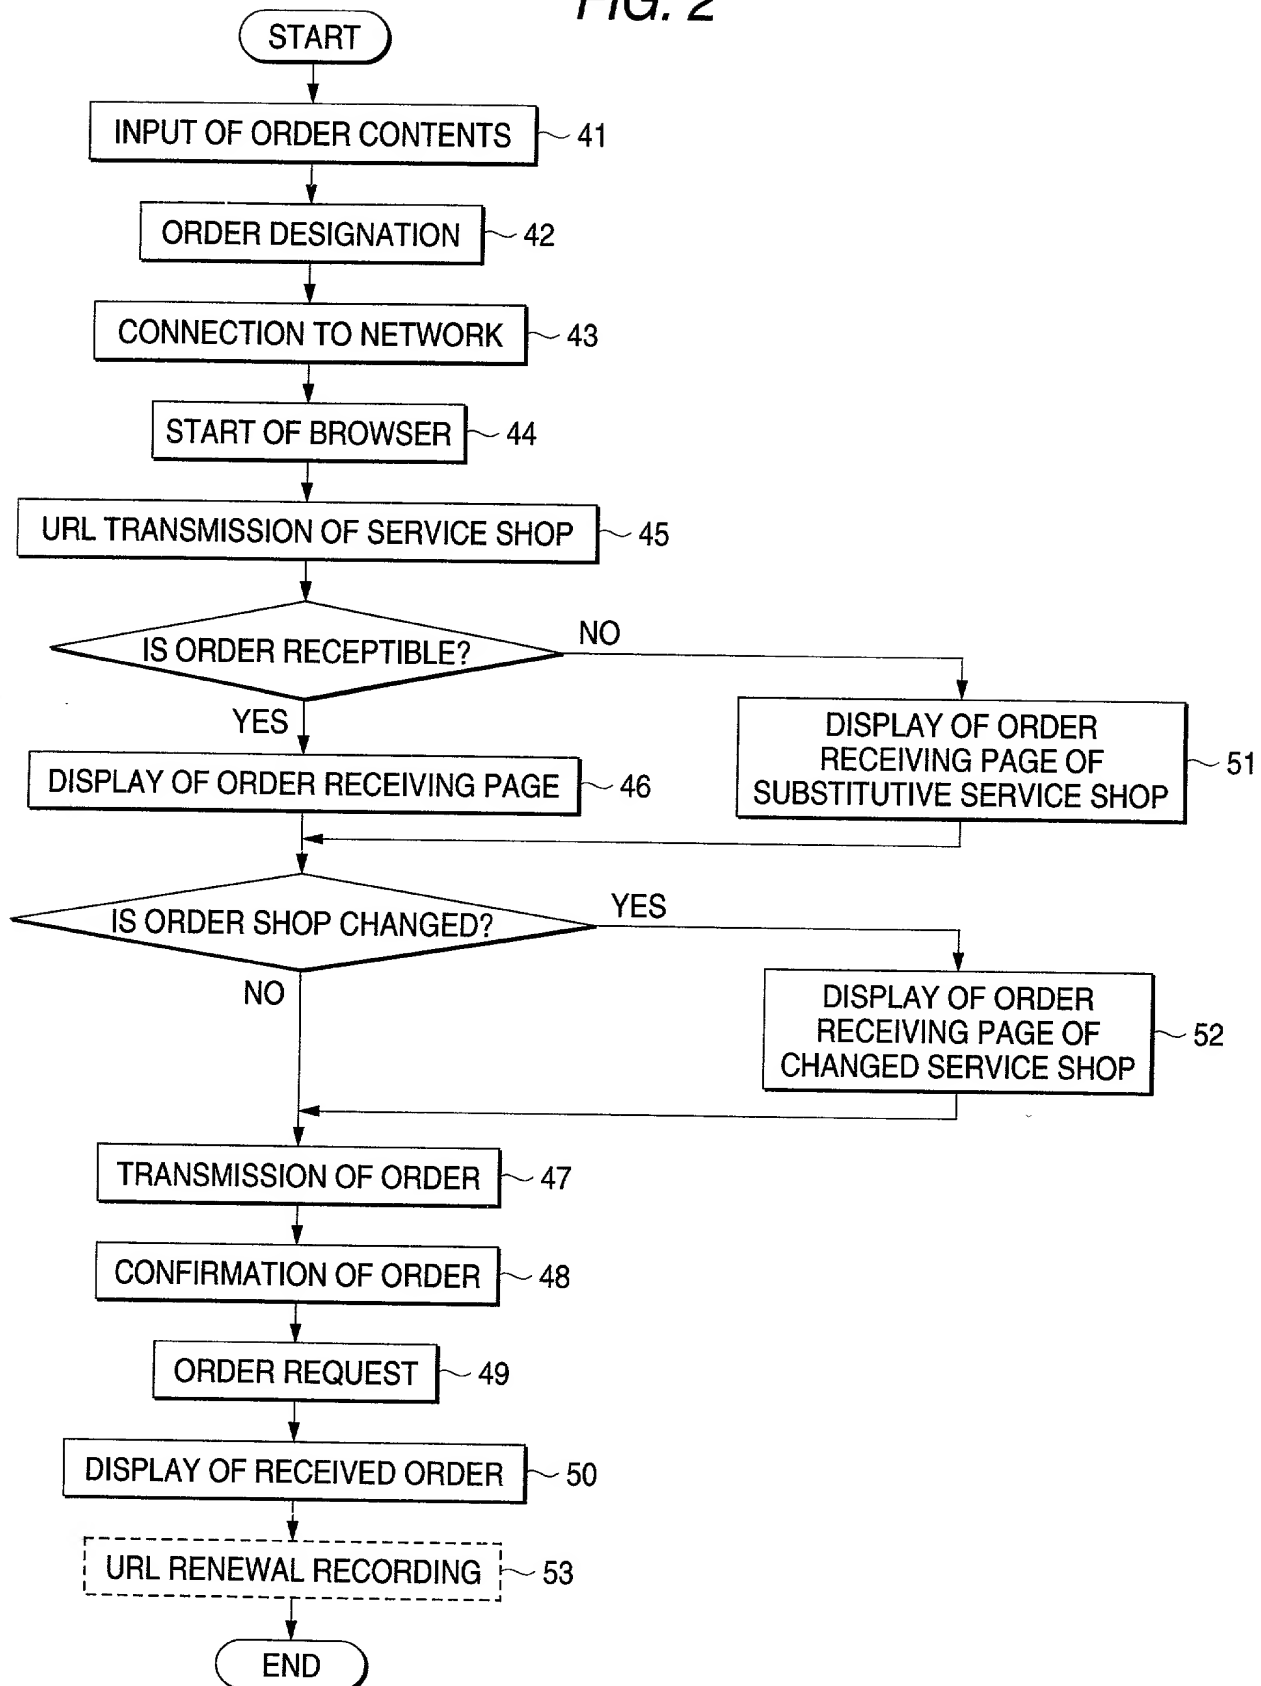 FIG. 2
START
INPUT OF ORDER CONTENTS
41
ORDER DESIGNATION
42
CONNECTION TO NETWORK
43
START OF BROWSER
44
URL TRANSMISSION OF SERVICE SHOP
45
IS ORDER RECEPTIBLE?
NO
YES
DISPLAY OF ORDER
RECEIVING PAGE OF
SUBSTITUTIVE SERVICE SHOP
51
DISPLAY OF ORDER RECEIVING PAGE
46
IS ORDER SHOP CHANGED?
YES
NO
DISPLAY OF ORDER
RECEIVING PAGE OF
CHANGED SERVICE SHOP
52
TRANSMISSION OF ORDER
47
CONFIRMATION OF ORDER
48
ORDER REQUEST
49
DISPLAY OF RECEIVED ORDER
50
URL RENEWAL RECORDING
53
END